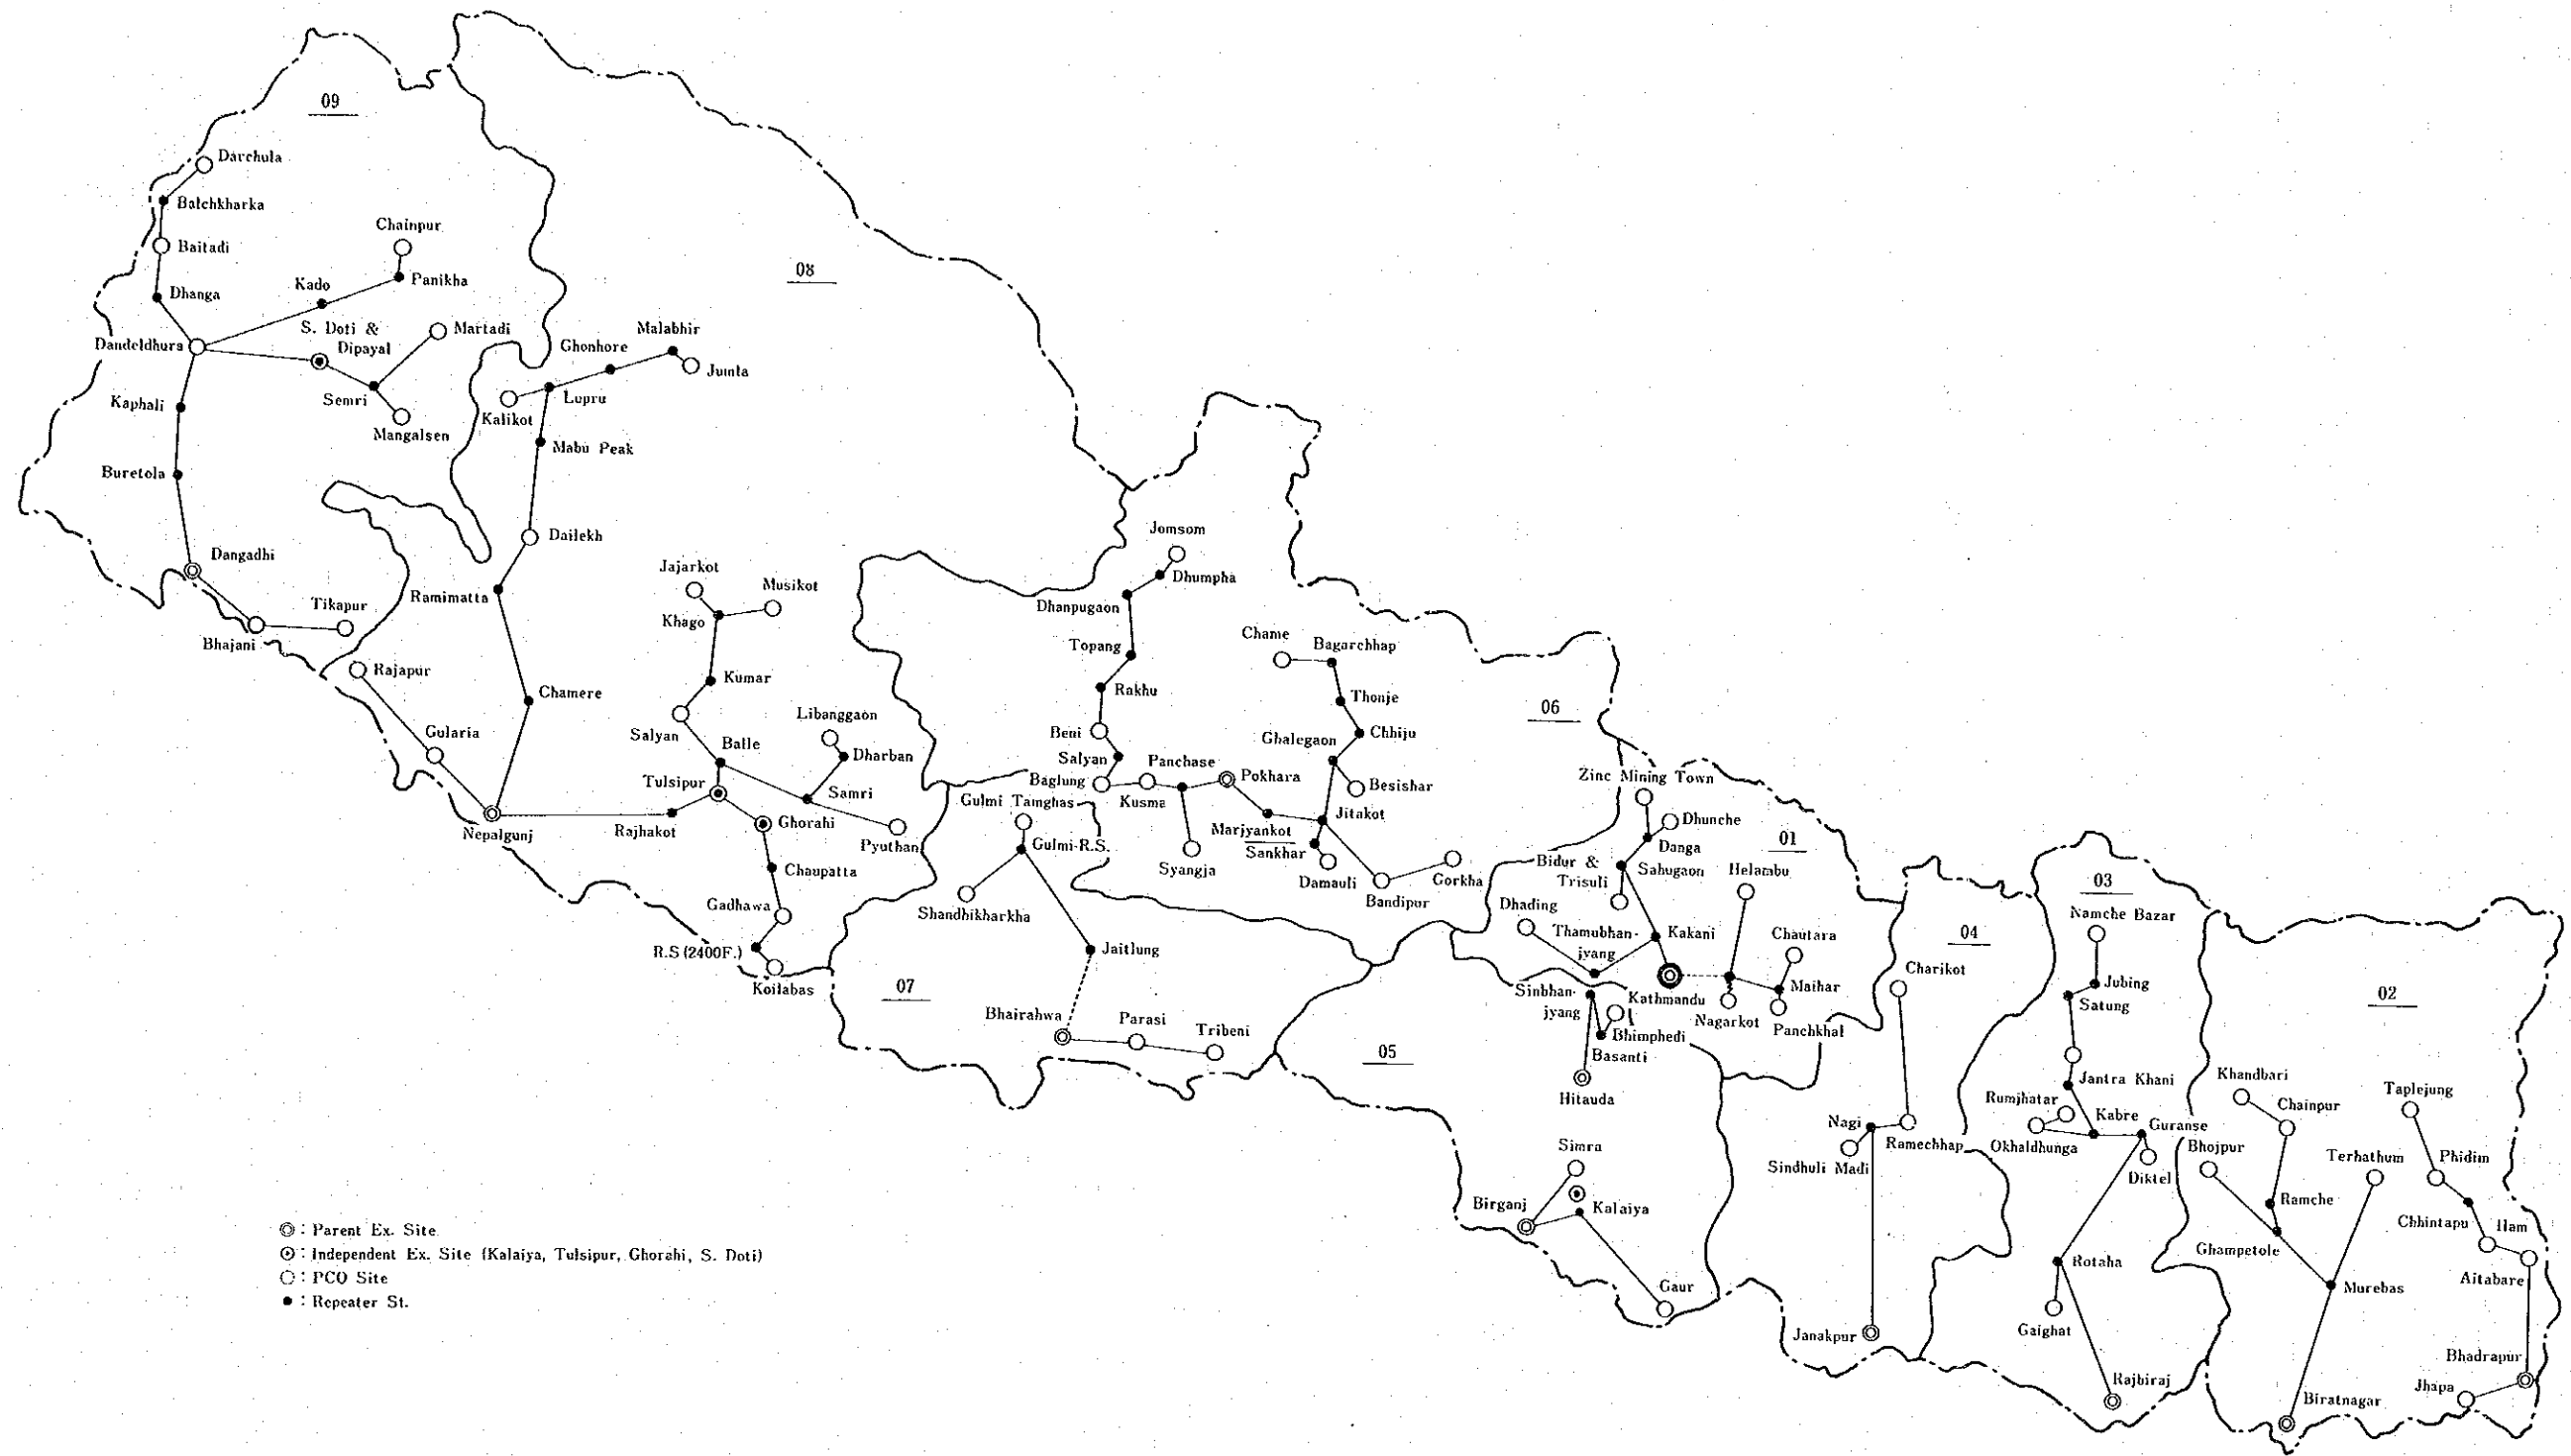 09
Darchula
Batchkharka
Baitadi
Chainpur
Panikha
Kado
Dhanga
S. Doti &
Dipayal
Martadi
Dandeldhura
Semri
Mangalsen
Kaphali
Buretola
Dangadhi
Tikapur
Bhajani
08
Malabhir
Ghonhore
Jumla
Lupru
Kalikot
Mabu Peak
Dailekh
Ramimatta
Jajarkot
Musikot
Khago
Kumar
Chamere
Rajapur
Gularia
Salyan
Libanggaon
Balle
Dharban
Tulsipur
Samri
Nepalgunj
Rajhakot
Ghorahi
Pyuthan
Chaupatta
Gadhawa
R.S (2400F.)
Koilabas
Jomsom
Dhumpha
Dhanpugaon
Topang
Rakhu
Beni
Salyan
Baglung
Kusma
Panchase
Pokhara
Syangja
Chame
Bagarchhap
Thonje
Chhiju
Ghalegaon
Besishar
Marjyankot
Jitakot
Sankhar
Damauli
Bandipur
Gorkha
06
Gulmi Tamghas
Gulmi-R.S.
Shandhikharkha
Jaitlung
07
Bhairahwa
Parasi
Tribeni
Zinc Mining Town
Dhunche
Danga
01
Bidur &
Trisuli
Sahugaon
Helambu
Dhading
Thamubhan-
jyang
Kakani
Chautara
Maihar
Kathmandu
Nagarkot
Panchkhal
Sinbhan-
jyang
Bhimphedi
Basanti
Hitauda
05
Simra
Birganj
Kalaiya
Gaur
04
Charikot
Nagi
Ramechhap
Sindhuli Madi
Janakpur
03
Namche Bazar
Jubing
Satung
Jantra Khani
Rumjhatar
Kabre
Okhaldhunga
Guranse
Diktel
Rotaha
Gaighat
Rajbiraj
02
Khandbari
Chainpur
Bhojpur
Ramche
Ghampetole
Terhathum
Murebas
Biratnagar
Taplejung
Phidim
Chhintapu
Ilam
Aitabare
Bhadrapur
Jhapa
: Parent Ex. Site
: Independent Ex. Site (Kalaiya, Tulsipur, Ghorahi, S. Doti)
: PCO Site
: Repeater St.